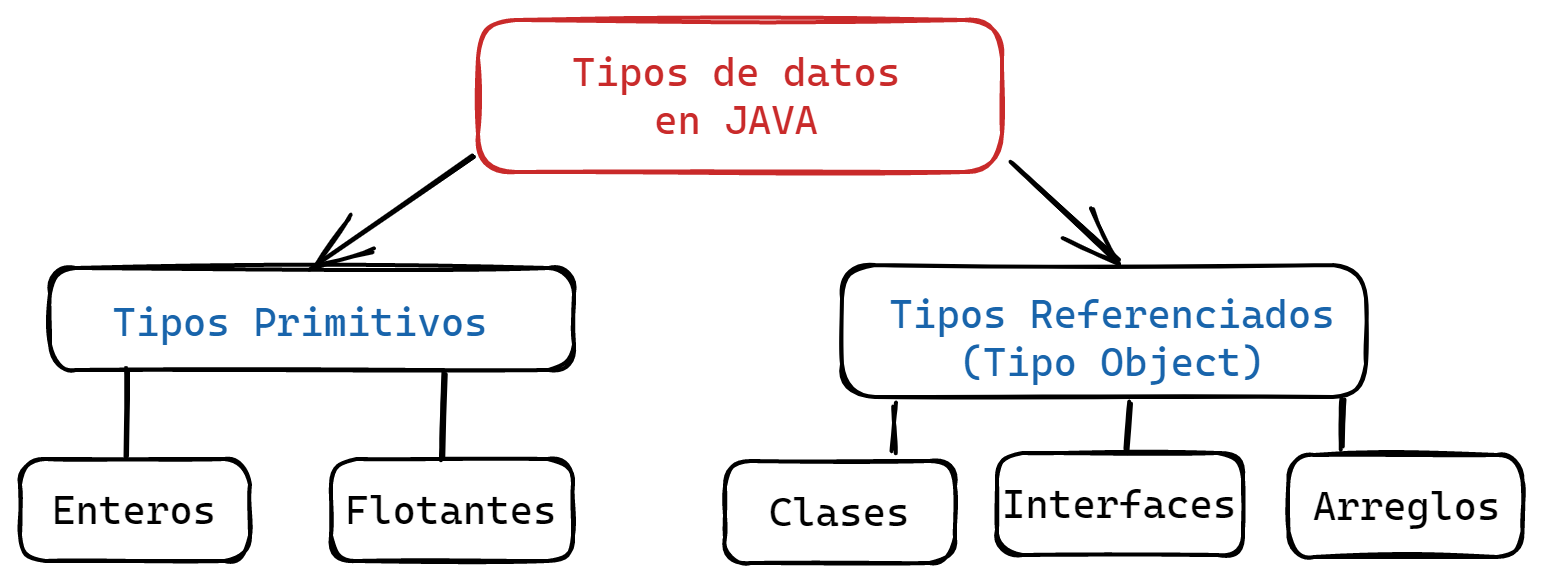 Tipos de datos
en JAVA
Tipos Primitivos
Tipos Referenciados
(Tipo Object)
Enteros
Flotantes
Clases
Interfaces
Arreglos